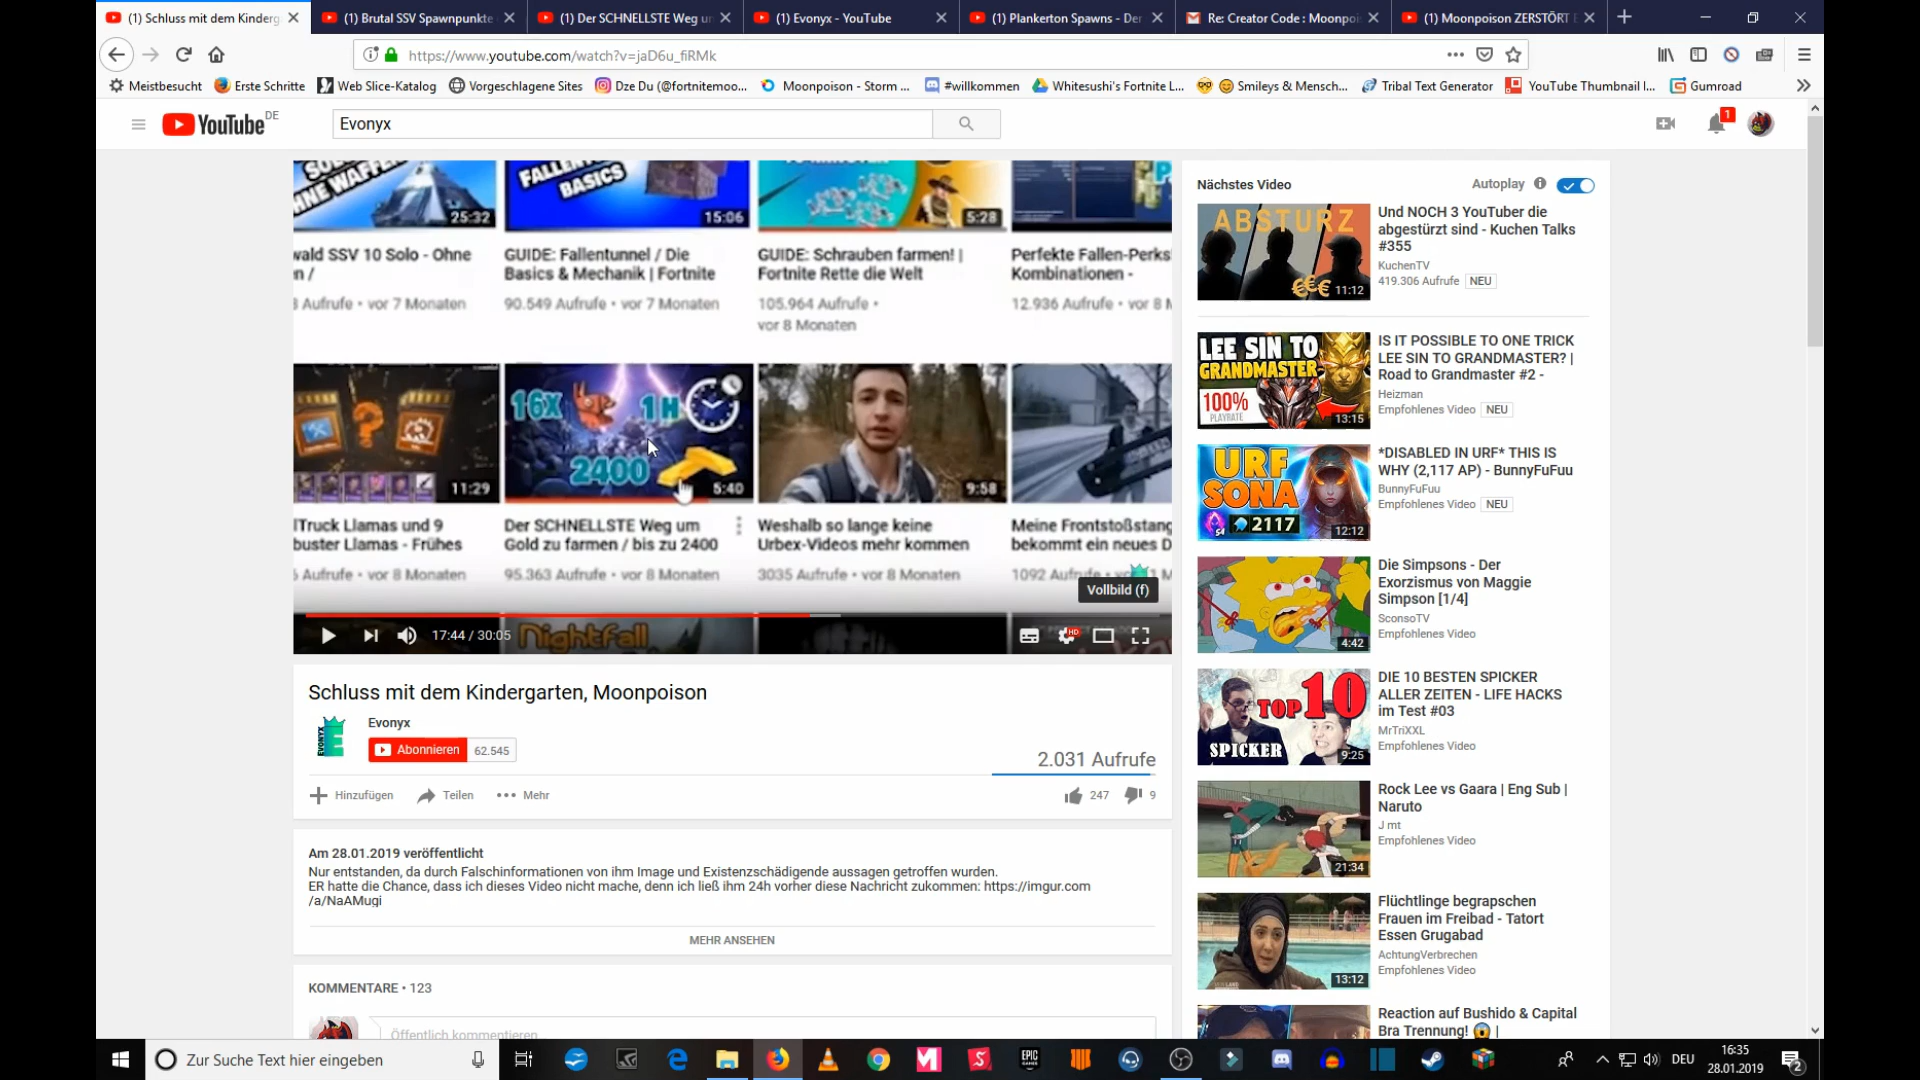 (1) Schluss mit dem Kinderg
(1) Brutal SSV Spawnpunkte
(1) Der SCHNELLSTE Weg un
(1) Evonyx - YouTube
(1) Plankerton Spawns - Der
Re: Creator Code : Moonpoi
(1) Moonpoison ZERSTÖRT
https://www.youtube.com/watch?v=jaD6u_fiRMk
Meistbesucht
Erste Schritte
Web Slice-Katalog
Vorgeschlagene Sites
Dze Du (@fortnitemoo...
Moonpoison - Storm ...
#willkommen
Whitesushi's Fortnite L...
Smileys & Mensch...
Tribal Text Generator
YouTube Thumbnail l...
Gumroad
YouTube DE
Evonyx
1
HNE WAFFEN
25:32
FALLEN
BASICS
15:06
5:28
wald SSV 10 Solo - Ohne
GUIDE: Fallentunnel / Die
Basics & Mechanik | Fortnite
GUIDE: Schrauben farmen! |
Fortnite Rette die Welt
Perfekte Fallen-Perks
Kombinationen -
Aufrufe • vor 7 Monaten
90.549 Aufrufe • vor 7 Monaten
105.964 Aufrufe •
vor 8 Monaten
12.936 Aufrufe • vor 8
11:29
16X 1H
2400
5:40
9:58
Truck Llamas und 9
buster Llamas - Frühes
Der SCHNELLSTE Weg um
Gold zu farmen / bis zu 2400
Weshalb so lange keine
Urbex-Videos mehr kommen
Meine Frontstoßstang
bekommt ein neues D
Aufrufe • vor 8 Monaten
95.363 Aufrufe • vor 8 Monaten
3035 Aufrufe • vor 8 Monaten
1092 Aufrufe
Vollbild (f)
Nightfall
17:44 / 30:05
HD
Schluss mit dem Kindergarten, Moonpoison
EVONYX
Evonyx
Abonnieren 62.545
2.031 Aufrufe
Hinzufügen
Teilen
Mehr
247
9
Am 28.01.2019 veröffentlicht
Nur entstanden, da durch Falschinformationen von ihm Image und Existenzschädigende aussagen getroffen wurden.
ER hatte die Chance, dass ich dieses Video nicht mache, denn ich ließ ihm 24h vorher diese Nachricht zukommen: https://imgur.com
/a/NaAMugi
MEHR ANSEHEN
KOMMENTARE • 123
Öffentlich kommentieren
Nächstes Video
Autoplay
ABSTURZ
€€€
11:12
Und NOCH 3 YouTuber die
abgestürzt sind - Kuchen Talks
#355
KuchenTV
419.306 Aufrufe NEU
LEE SIN TO
GRANDMASTER
100%
PLAYRATE
13:15
IS IT POSSIBLE TO ONE TRICK
LEE SIN TO GRANDMASTER? |
Road to Grandmaster #2 -
Heizman
Empfohlenes Video NEU
URF
SONA
2117
12:12
*DISABLED IN URF* THIS IS
WHY (2,117 AP) - BunnyFuFuu
BunnyFuFuu
Empfohlenes Video NEU
4:42
Die Simpsons - Der
Exorzismus von Maggie
Simpson [1/4]
SconsoTV
Empfohlenes Video
TOP 10
SPICKER
9:25
DIE 10 BESTEN SPICKER
ALLER ZEITEN - LIFE HACKS
im Test #03
MrTriXXL
Empfohlenes Video
21:34
Rock Lee vs Gaara | Eng Sub |
Naruto
J mt
Empfohlenes Video
13:12
Flüchtlinge begrapschen
Frauen im Freibad - Tatort
Essen Grugabad
AchtungVerbrechen
Empfohlenes Video
Reaction auf Bushido & Capital
Bra Trennung! |
Zur Suche Text hier eingeben
EPIC GAMES
DEU
16:35
28.01.2019
2